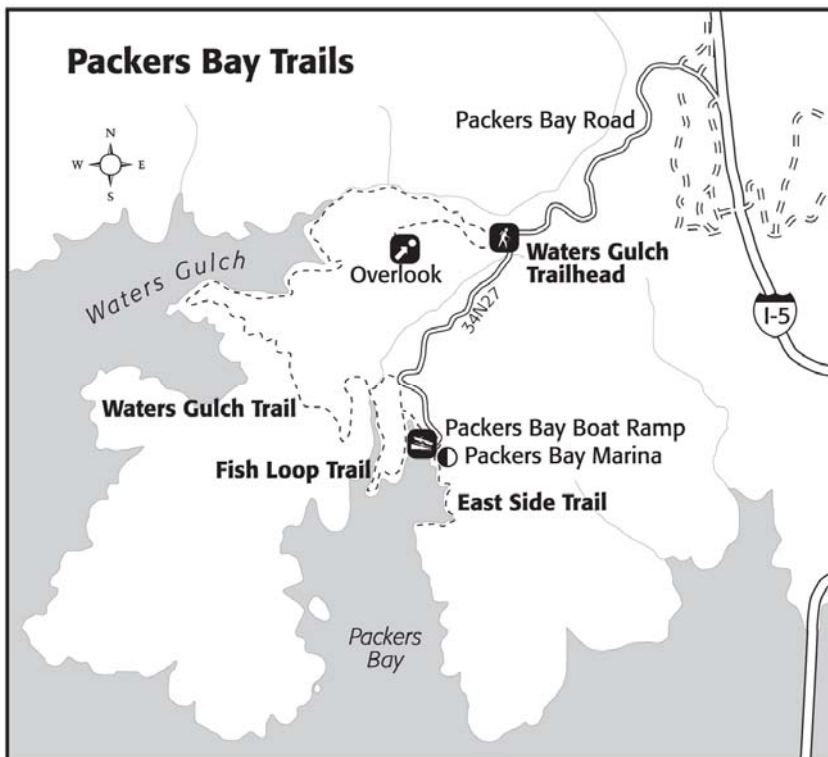 Packers Bay Trails
N
W
E
S
Packers Bay Road
Waters Gulch
Overlook
Waters Gulch
Trailhead
34N27
I-5
Waters Gulch Trail
Packers Bay Boat Ramp
Packers Bay Marina
Fish Loop Trail
East Side Trail
Packers
Bay